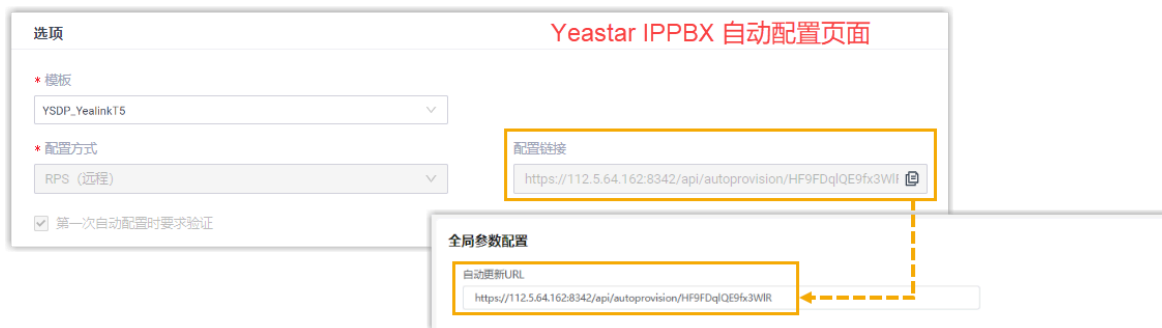 选项
Yeastar IPPBX 自动配置页面
* 模板
YSDP_YealinkT5
* 配置方式
配置链接
RPS（远程）
https://112.5.64.162:8342/api/autoprovision/HF9FDqlQE9fx3WlF
第一次自动配置时要求验证
全局参数配置
自动更新URL
https://112.5.64.162:8342/api/autoprovision/HF9FDqlQE9fx3WlR